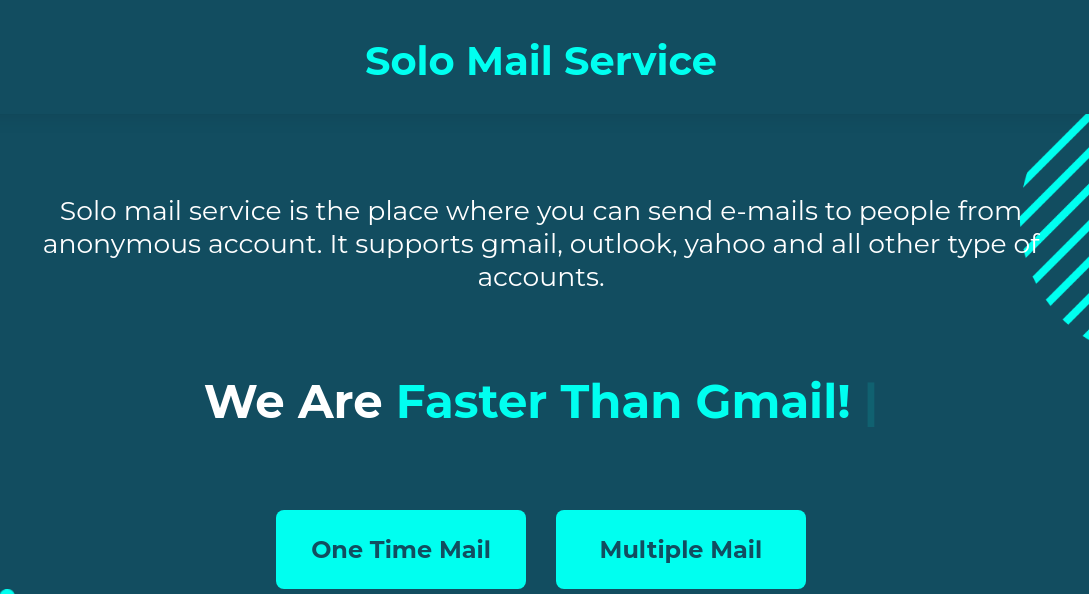 Solo Mail Service
Solo mail service is the place where you can send e-mails to people from
anonymous account. It supports gmail, outlook, yahoo and all other type of
accounts.
We Are Faster Than Gmail! |
One Time Mail
Multiple Mail